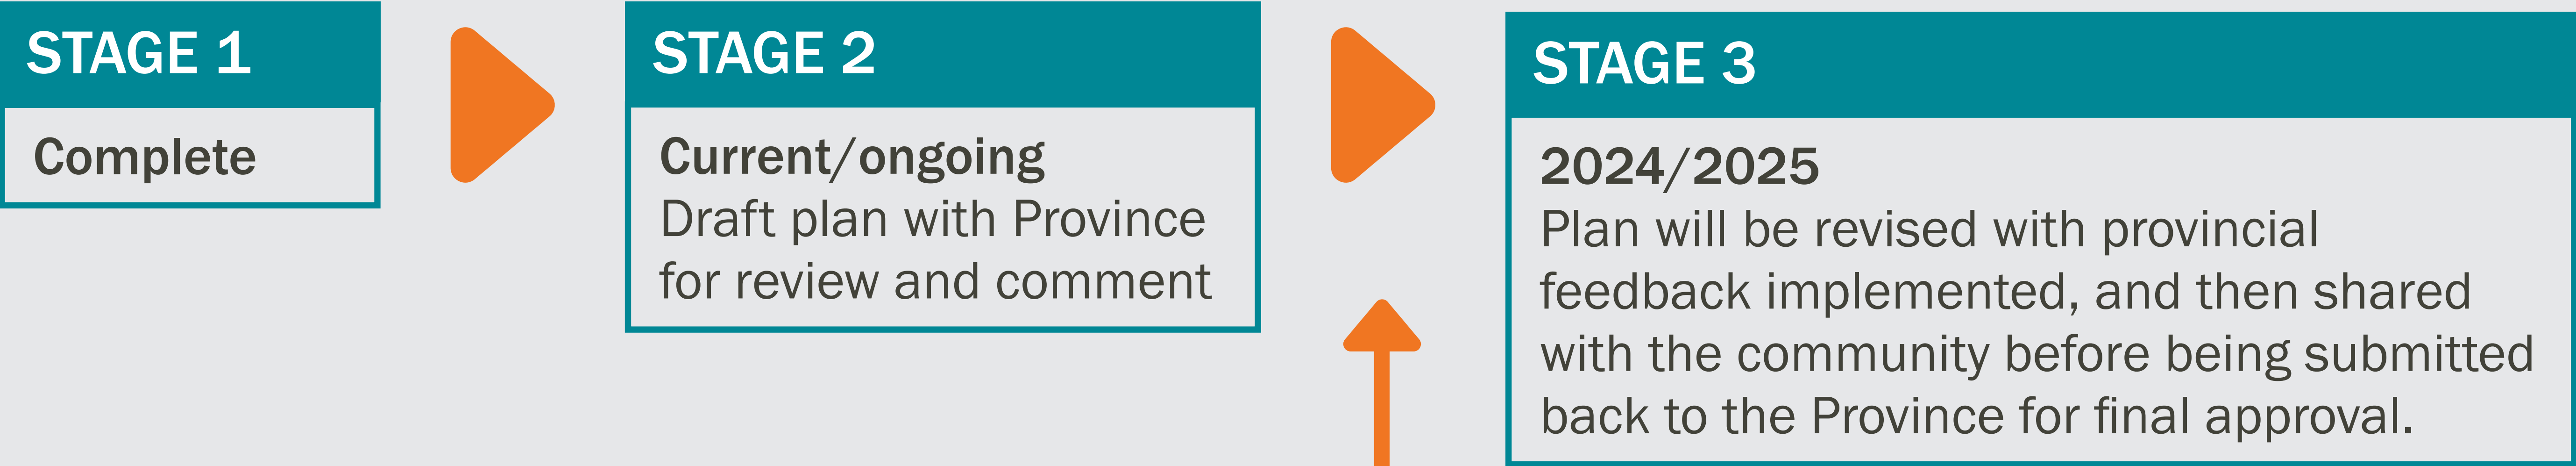 STAGE 1
Complete
STAGE 2
Current/ongoing
Draft plan with Province
for review and comment
STAGE 3
2024/2025
Plan will be revised with provincial
feedback implemented, and then shared
with the community before being submitted
back to the Province for final approval.